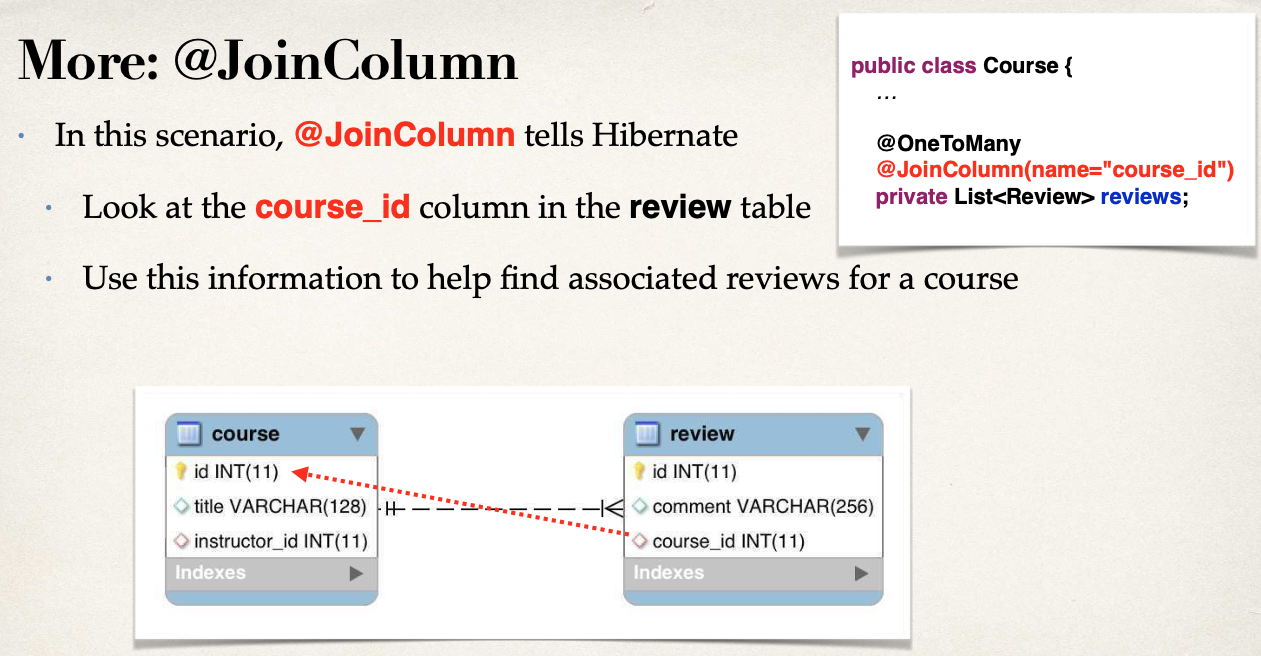 More: @JoinColumn
• In this scenario, @JoinColumn tells Hibernate
• Look at the course_id column in the review table
• Use this information to help find associated reviews for a course
public class Course {
...
@OneToMany
@JoinColumn(name="course_id")
private List<Review> reviews;
course
id INT(11)
title VARCHAR(128)
instructor_id INT(11)
Indexes
review
id INT(11)
comment VARCHAR(256)
course_id INT(11)
Indexes